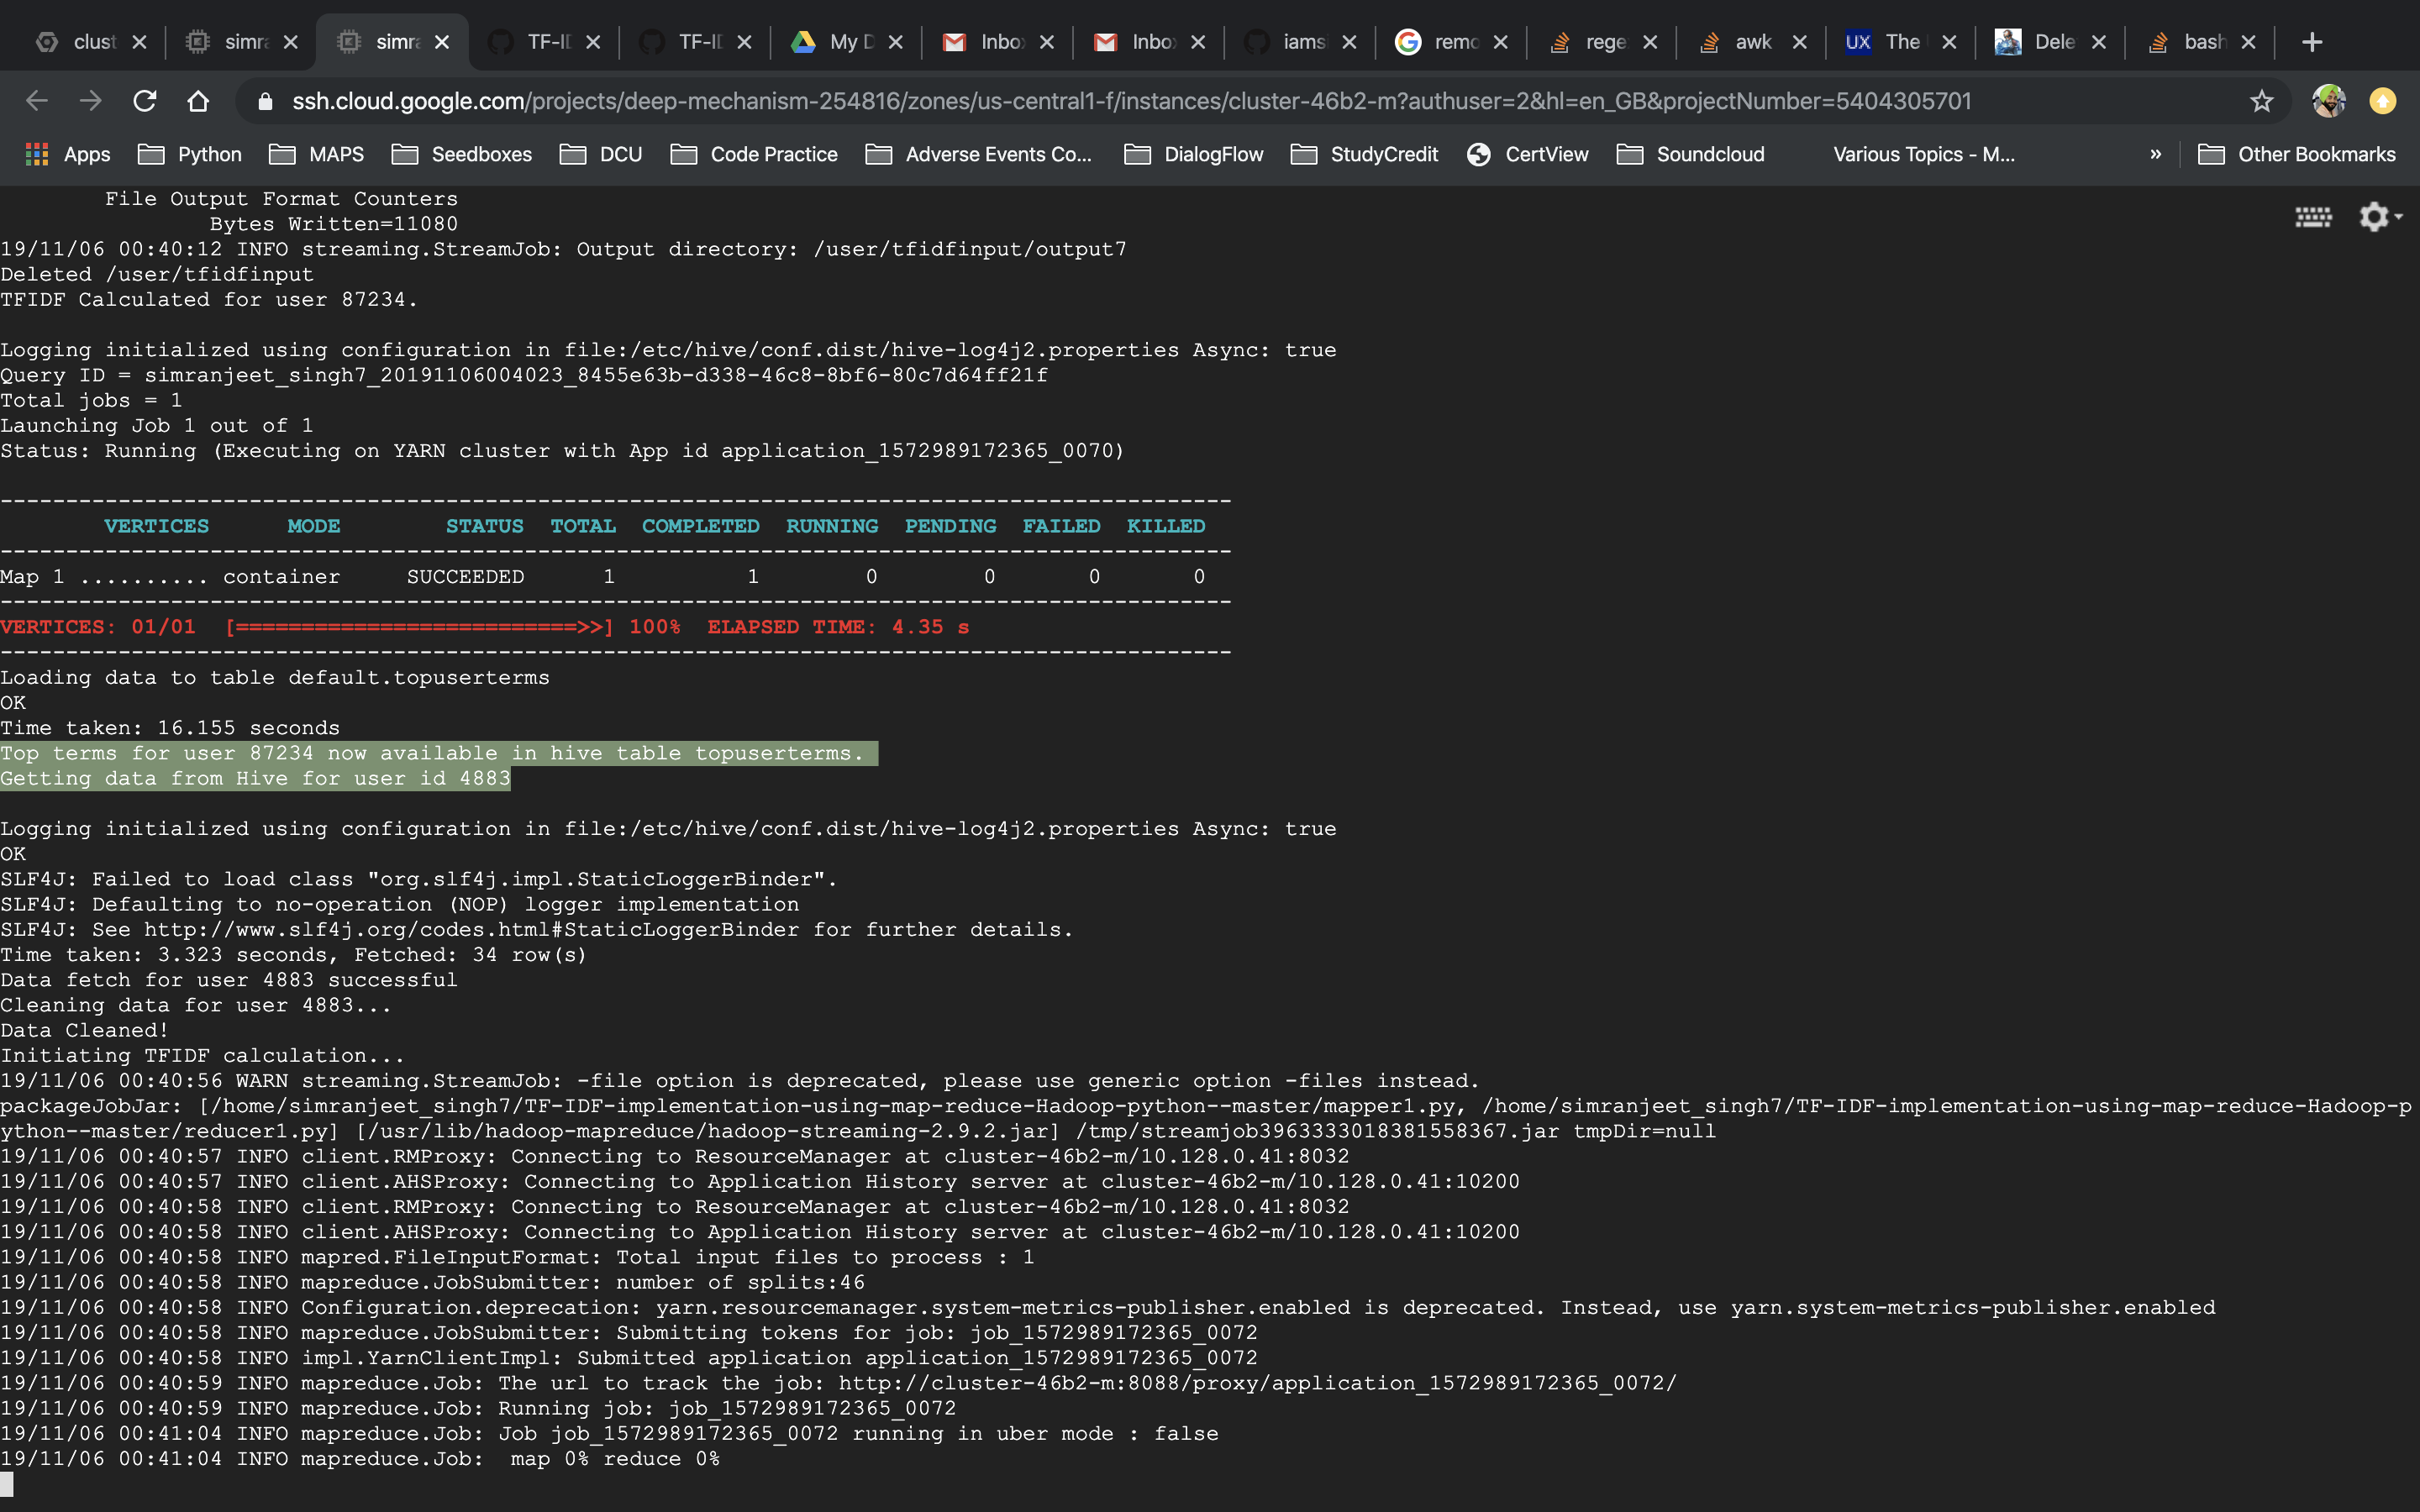 clust
simra
simra
TF-ID
TF-ID
My D
Inbox
Inbox
iams
remo
rege
awk
UX The
Dele
bash
ssh.cloud.google.com/projects/deep-mechanism-254816/zones/us-central1-f/instances/cluster-46b2-m?authuser=2&hl=en_GB&projectNumber=5404305701
Apps Python MAPS Seedboxes DCU Code Practice Adverse Events Co... DialogFlow StudyCredit CertView Soundcloud Various Topics - M... » Other Bookmarks
File Output Format Counters
Bytes Written=11080
19/11/06 00:40:12 INFO streaming.StreamJob: Output directory: /user/tfidfinput/output7
Deleted /user/tfidfinput
TFIDF Calculated for user 87234.
Logging initialized using configuration in file:/etc/hive/conf.dist/hive-log4j2.properties Async: true
Query ID = simranjeet_singh7_20191106004023_8455e63b-d338-46c8-8bf6-80c7d64ff21f
Total jobs = 1
Launching Job 1 out of 1
Status: Running (Executing on YARN cluster with App id application_1572989172365_0070)
----------------------------------------------------------------------------------------------
VERTICES MODE STATUS TOTAL COMPLETED RUNNING PENDING FAILED KILLED
----------------------------------------------------------------------------------------------
Map 1 .......... container SUCCEEDED 1 1 0 0 0 0
----------------------------------------------------------------------------------------------
VERTICES: 01/01 [==========================>>] 100% ELAPSED TIME: 4.35 s
----------------------------------------------------------------------------------------------
Loading data to table default.topuserterms
OK
Time taken: 16.155 seconds
Top terms for user 87234 now available in hive table topuserterms.
Getting data from Hive for user id 4883
Logging initialized using configuration in file:/etc/hive/conf.dist/hive-log4j2.properties Async: true
OK
SLF4J: Failed to load class "org.slf4j.impl.StaticLoggerBinder".
SLF4J: Defaulting to no-operation (NOP) logger implementation
SLF4J: See http://www.slf4j.org/codes.html#StaticLoggerBinder for further details.
Time taken: 3.323 seconds, Fetched: 34 row(s)
Data fetch for user 4883 successful
Cleaning data for user 4883...
Data Cleaned!
Initiating TFIDF calculation...
19/11/06 00:40:56 WARN streaming.StreamJob: -file option is deprecated, please use generic option -files instead.
packageJobJar: [/home/simranjeet_singh7/TF-IDF-implementation-using-map-reduce-Hadoop-python--master/mapper1.py, /home/simranjeet_singh7/TF-IDF-implementation-using-map-reduce-Hadoop-p
ython--master/reducer1.py] [/usr/lib/hadoop-mapreduce/hadoop-streaming-2.9.2.jar] /tmp/streamjob3963333018381558367.jar tmpDir=null
19/11/06 00:40:57 INFO client.RMProxy: Connecting to ResourceManager at cluster-46b2-m/10.128.0.41:8032
19/11/06 00:40:57 INFO client.AHSProxy: Connecting to Application History server at cluster-46b2-m/10.128.0.41:10200
19/11/06 00:40:58 INFO client.RMProxy: Connecting to ResourceManager at cluster-46b2-m/10.128.0.41:8032
19/11/06 00:40:58 INFO client.AHSProxy: Connecting to Application History server at cluster-46b2-m/10.128.0.41:10200
19/11/06 00:40:58 INFO mapred.FileInputFormat: Total input files to process : 1
19/11/06 00:40:58 INFO mapreduce.JobSubmitter: number of splits:46
19/11/06 00:40:58 INFO Configuration.deprecation: yarn.resourcemanager.system-metrics-publisher.enabled is deprecated. Instead, use yarn.system-metrics-publisher.enabled
19/11/06 00:40:58 INFO mapreduce.JobSubmitter: Submitting tokens for job: job_1572989172365_0072
19/11/06 00:40:58 INFO impl.YarnClientImpl: Submitted application application_1572989172365_0072
19/11/06 00:40:59 INFO mapreduce.Job: The url to track the job: http://cluster-46b2-m:8088/proxy/application_1572989172365_0072/
19/11/06 00:40:59 INFO mapreduce.Job: Running job: job_1572989172365_0072
19/11/06 00:41:04 INFO mapreduce.Job: Job job_1572989172365_0072 running in uber mode : false
19/11/06 00:41:04 INFO mapreduce.Job: map 0% reduce 0%